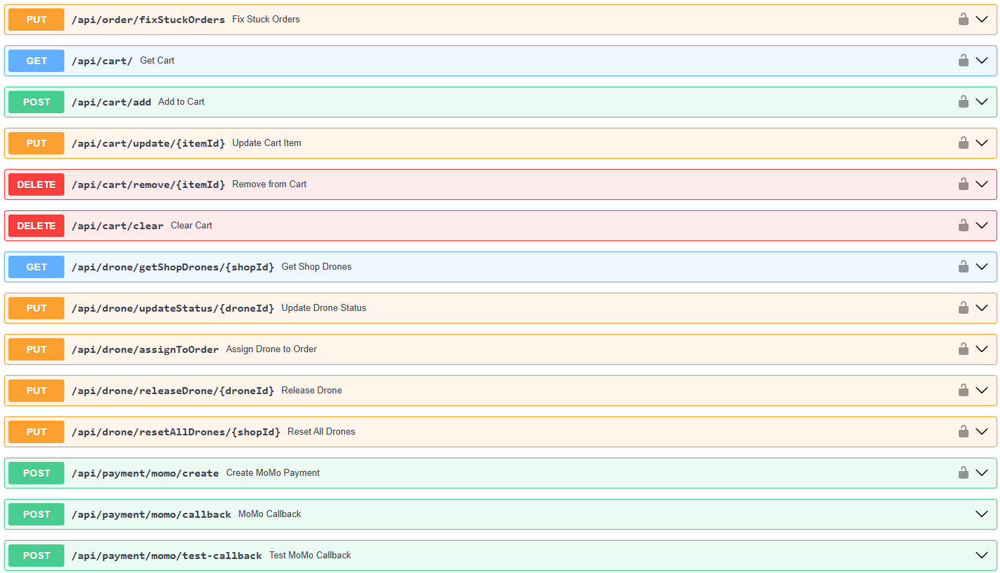 PUT /api/order/fixStuckOrders Fix Stuck Orders
GET /api/cart/ Get Cart
POST /api/cart/add Add to Cart
PUT /api/cart/update/{itemId} Update Cart Item
DELETE /api/cart/remove/{itemId} Remove from Cart
DELETE /api/cart/clear Clear Cart
GET /api/drone/getShopDrones/{shopId} Get Shop Drones
PUT /api/drone/updateStatus/{droneId} Update Drone Status
PUT /api/drone/assignToOrder Assign Drone to Order
PUT /api/drone/releaseDrone/{droneId} Release Drone
PUT /api/drone/resetAllDrones/{shopId} Reset All Drones
POST /api/payment/momo/create Create MoMo Payment
POST /api/payment/momo/callback MoMo Callback
POST /api/payment/momo/test-callback Test MoMo Callback